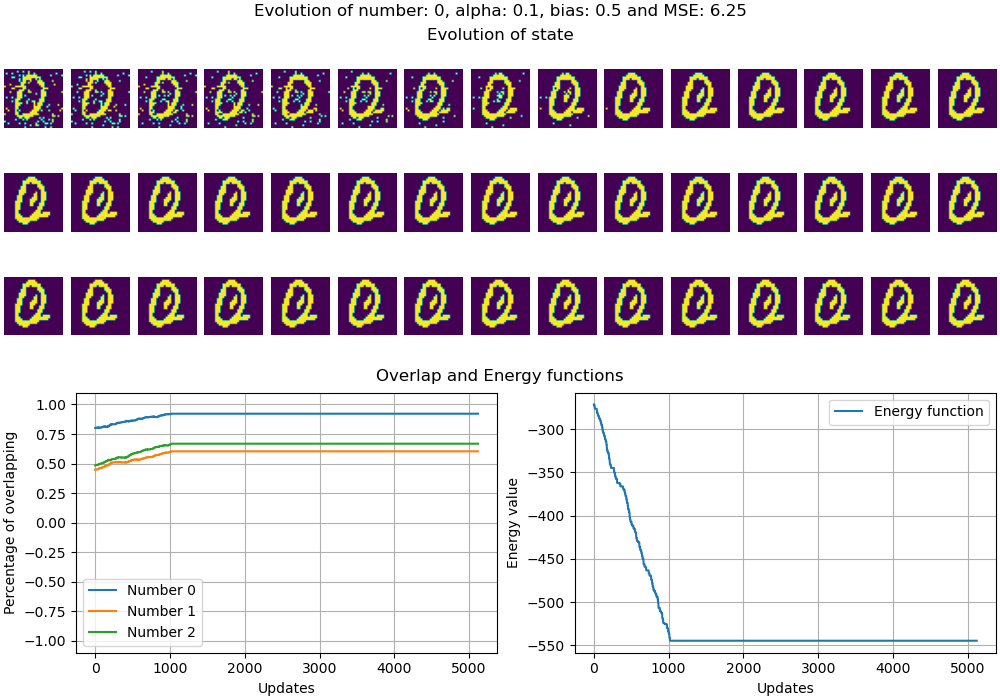 Evolution of number: 0, alpha: 0.1, bias: 0.5 and MSE: 6.25
Evolution of state
Overlap and Energy functions
1.00
0.75
0.50
0.25
0.00
−0.25
−0.50
−0.75
−1.00
Percentage of overlapping
Number 0
Number 1
Number 2
0 1000 2000 3000 4000 5000
Updates
−300
−350
−400
−450
−500
−550
Energy value
Energy function
0 1000 2000 3000 4000 5000
Updates